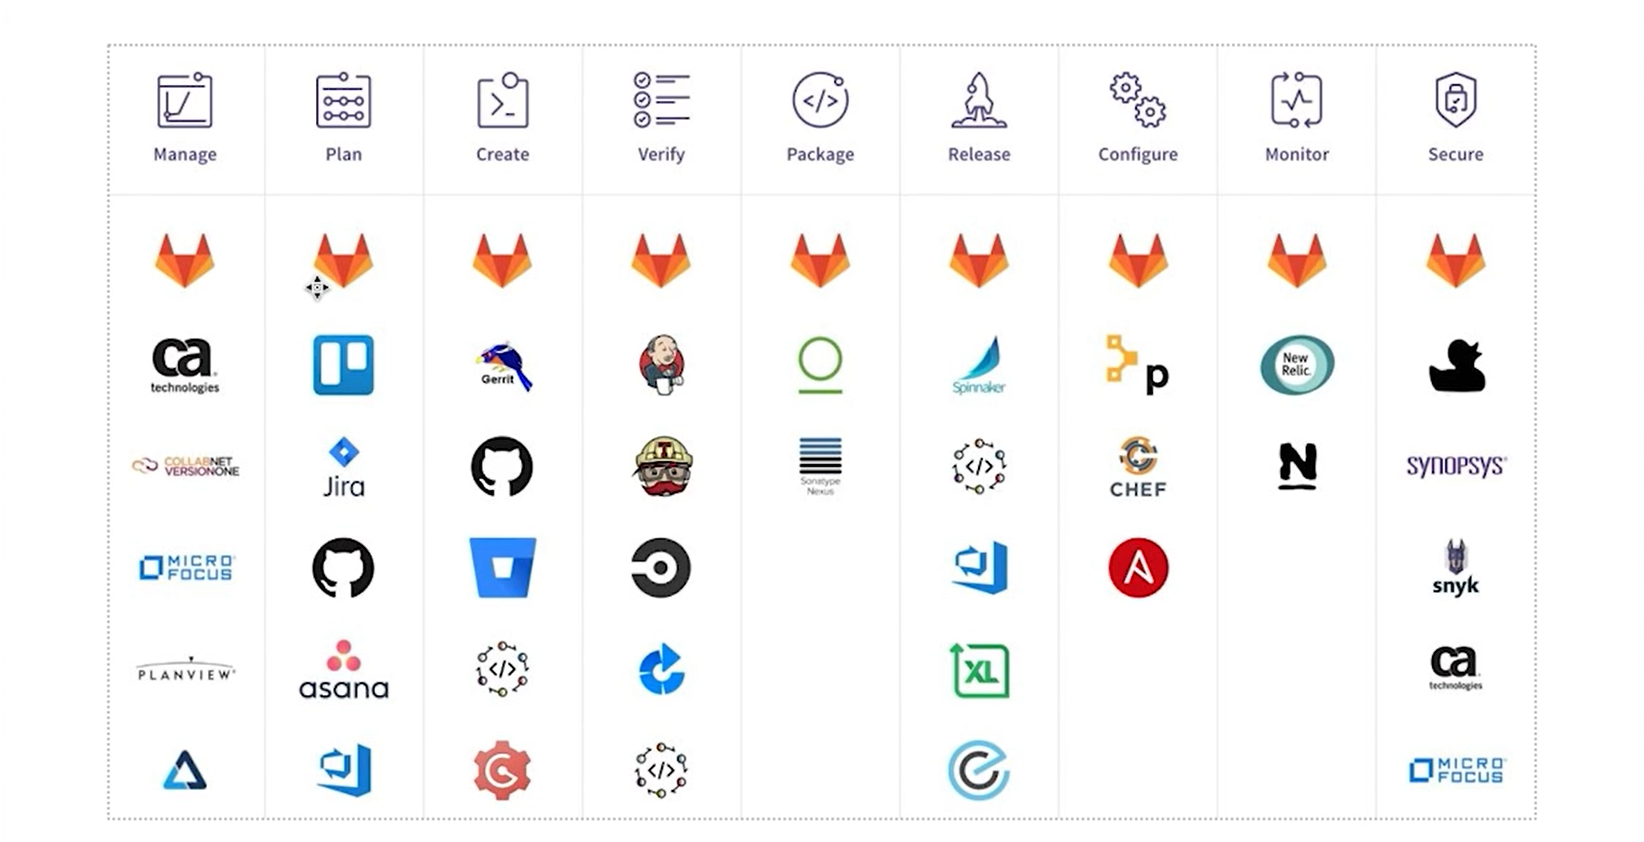 Manage
Plan
Create
Verify
Package
Release
Configure
Monitor
Secure
ca
technologies
Gerrit
Spinnaker
p
New
Relic.
COLLABNET
VERSIONONE
Jira
T
Sonatype
Nexus
</>
CHEF
N
SYNOPSYS®
MICRO
FOCUS
A
snyk
PLANVIEW®
asana
</>
XL
ca
technologies
G
</>
C
MICRO
FOCUS